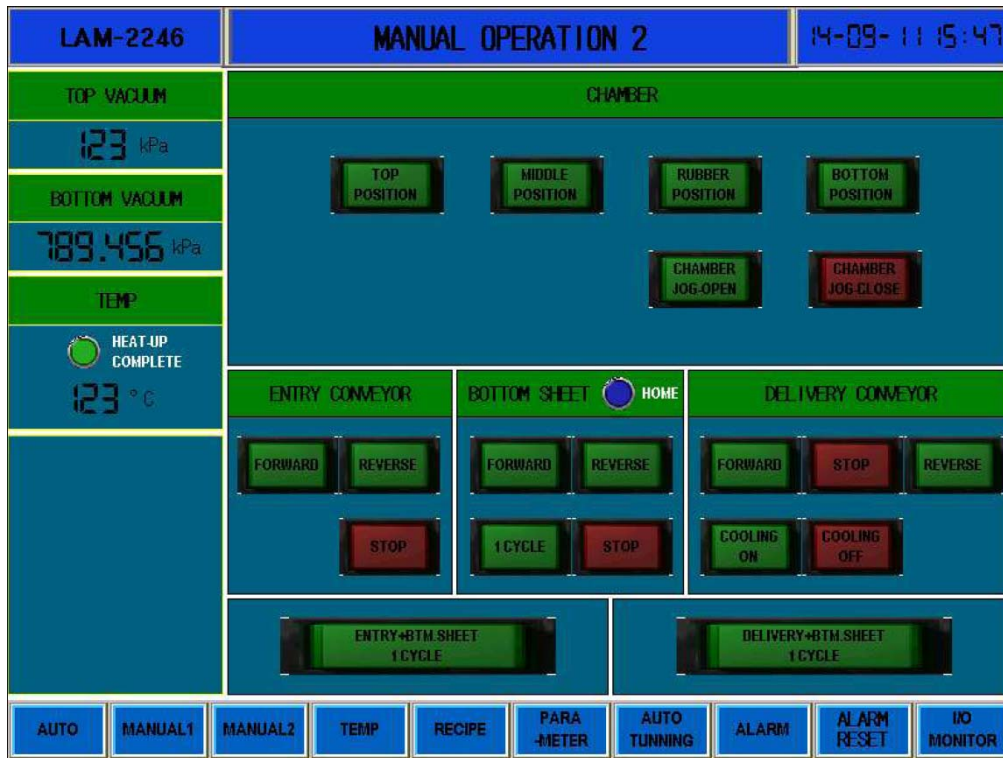 LAM-2246
MANUAL OPERATION 2
14-09-11 15:47
TOP VACUUM
123 kPa
BOTTOM VACUUM
789.456 kPa
TEMP
HEAT-UP
COMPLETE
123 °C
CHAMBER
TOP
POSITION
MIDDLE
POSITION
RUBBER
POSITION
BOTTOM
POSITION
CHAMBER
JOG-OPEN
CHAMBER
JOG-CLOSE
ENTRY CONVEYOR
FORWARD
REVERSE
STOP
BOTTOM SHEET
HOME
FORWARD
REVERSE
1 CYCLE
STOP
DELIVERY CONVEYOR
FORWARD
STOP
REVERSE
COOLING
ON
COOLING
OFF
ENTRY+BTM.SHEET
1 CYCLE
DELIVERY+BTM.SHEET
1 CYCLE
AUTO
MANUAL1
MANUAL2
TEMP
RECIPE
PARA
-METER
AUTO
TUNNING
ALARM
ALARM
RESET
I/O
MONITOR